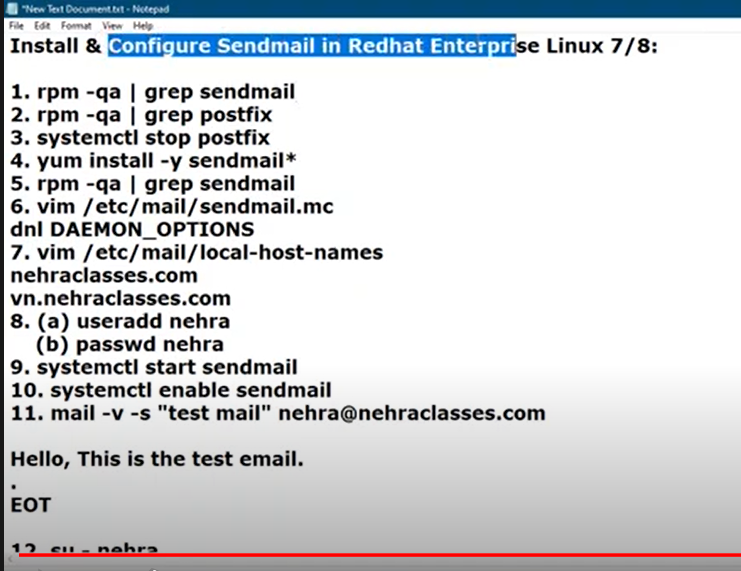 *New Text Document.txt - Notepad
File Edit Format View Help
Install & Configure Sendmail in Redhat Enterprise Linux 7/8:
1. rpm -qa | grep sendmail
2. rpm -qa | grep postfix
3. systemctl stop postfix
4. yum install -y sendmail*
5. rpm -qa | grep sendmail
6. vim /etc/mail/sendmail.mc
dnl DAEMON_OPTIONS
7. vim /etc/mail/local-host-names
nehraclasses.com
vn.nehraclasses.com
8. (a) useradd nehra
(b) passwd nehra
9. systemctl start sendmail
10. systemctl enable sendmail
11. mail -v -s "test mail" nehra@nehraclasses.com
Hello, This is the test email.
.
EOT
12. su - nehra